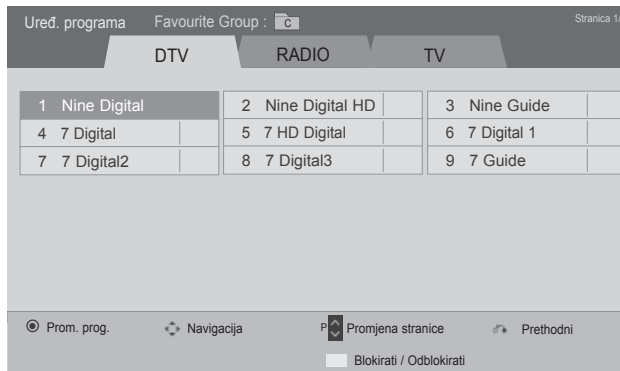 Uređ. programa Favourite Group : C Stranica 1/
DTV RADIO TV
1 Nine Digital 2 Nine Digital HD 3 Nine Guide
4 7 Digital 5 7 HD Digital 6 7 Digital 1
7 7 Digital2 8 7 Digital3 9 7 Guide
Prom. prog. Navigacija P Promjena stranice Prethodni
Blokirati / Odblokirati